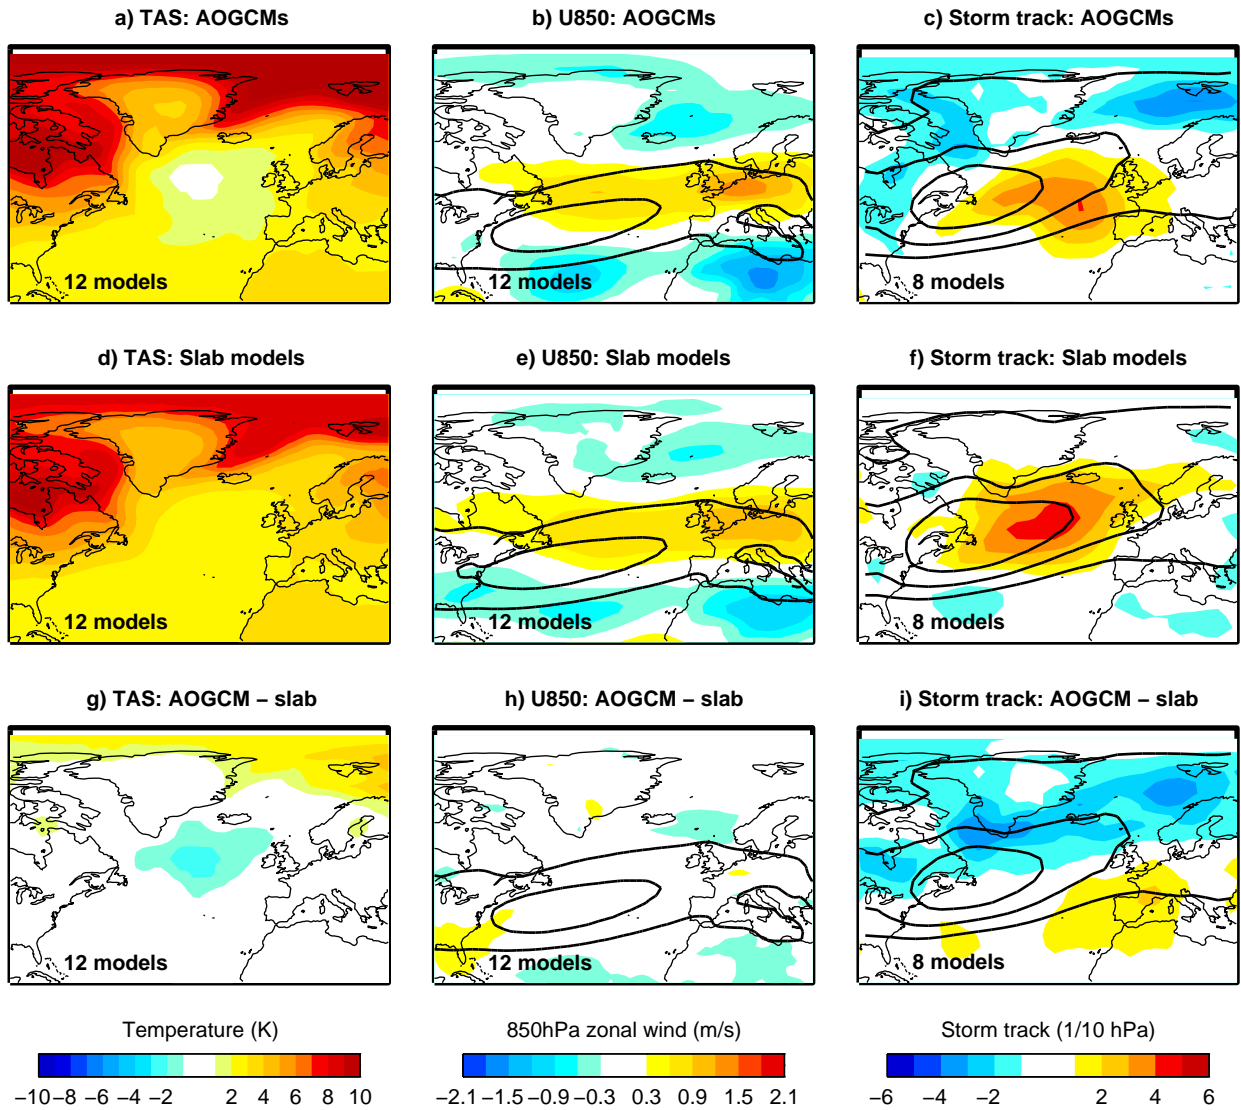 a) TAS: AOGCMs
b) U850: AOGCMs
c) Storm track: AOGCMs
12 models
12 models
8 models
d) TAS: Slab models
e) U850: Slab models
f) Storm track: Slab models
12 models
12 models
8 models
g) TAS: AOGCM − slab
h) U850: AOGCM − slab
i) Storm track: AOGCM − slab
12 models
12 models
8 models
Temperature (K)
850hPa zonal wind (m/s)
Storm track (1/10 hPa)
−10 −8 −6 −4 −2 2 4 6 8 10
−2.1 −1.5 −0.9 −0.3 0.3 0.9 1.5 2.1
−6 −4 −2 2 4 6